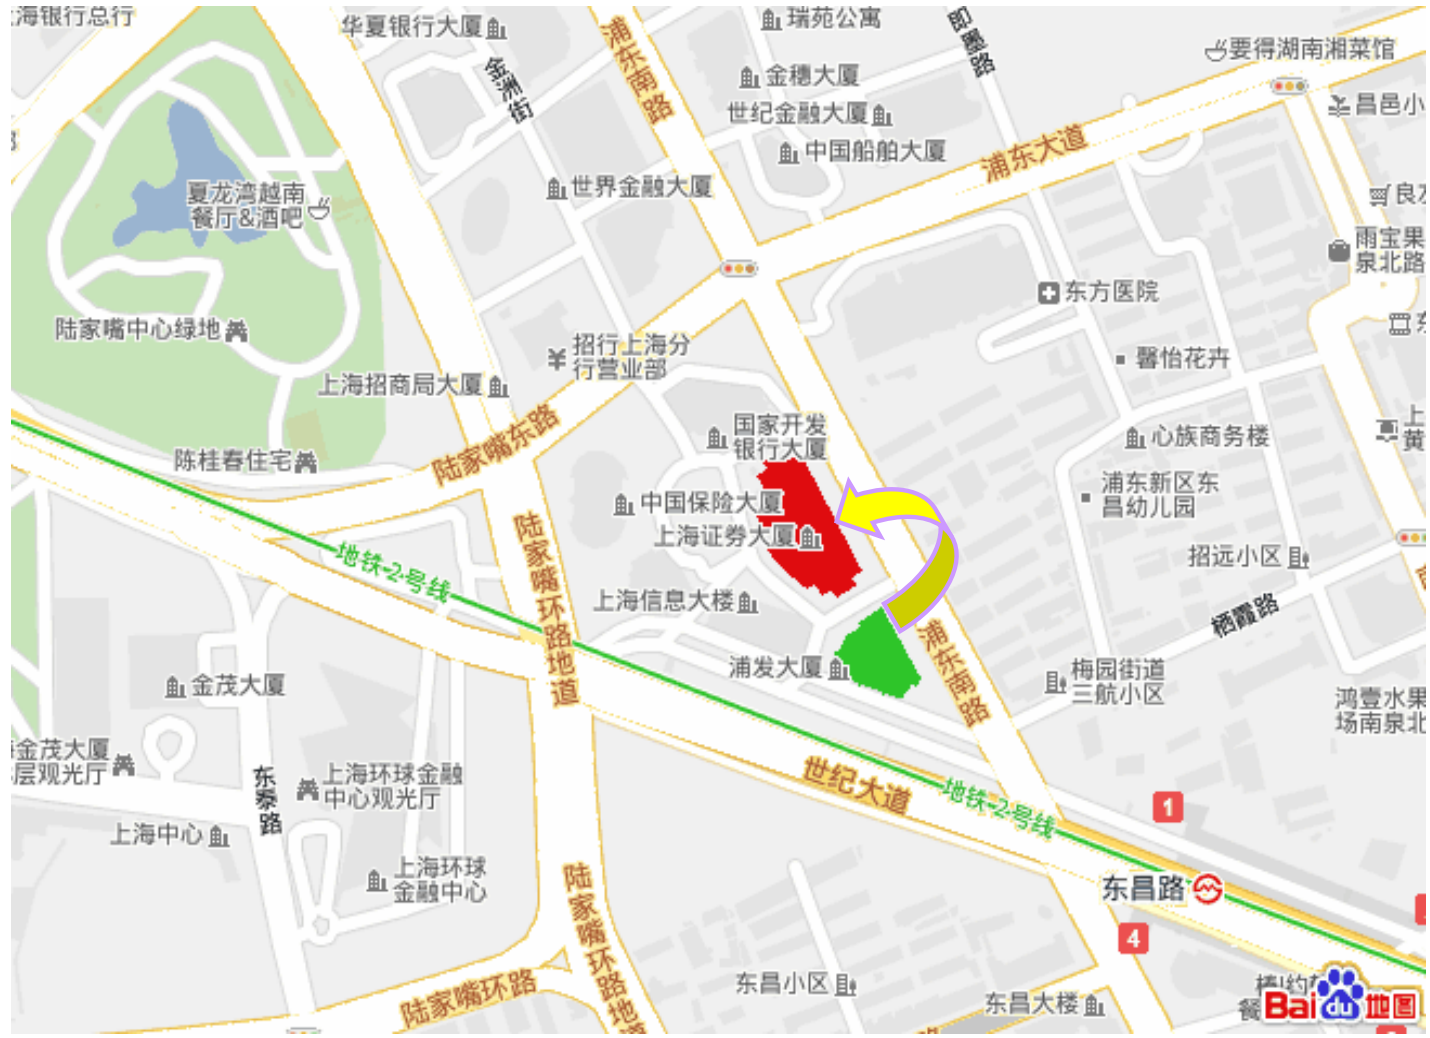 海银行总行
华夏银行大厦
金洲街
浦东南路
瑞苑公寓
即墨路
要得湖南湘菜馆
金穗大厦
世纪金融大厦
昌邑小
中国船舶大厦
浦东大道
世界金融大厦
夏龙湾越南
餐厅&酒吧
良友
雨宝果
泉北路
东方医院
陆家嘴中心绿地
招行上海分
行营业部
馨怡花卉
上海招商局大厦
国家开发
银行大厦
心族商务楼
上
黄
陆家嘴东路
陈桂春住宅
中国保险大厦
浦东新区东
昌幼儿园
上海证券大厦
地铁2号线
陆家嘴环路地道
招远小区
上海信息大楼
栖霞路
浦东南路
浦发大厦
梅园街道
三航小区
金茂大厦
鸿壹水果
场南泉北
金茂大厦
层观光厅
东泰路
上海环球金融
中心观光厅
世纪大道
地铁2号线
1
上海中心
上海环球
金融中心
东昌路
4
陆家嘴环路地道
陆家嘴环路
东昌小区
东昌大楼
Bai du 地图